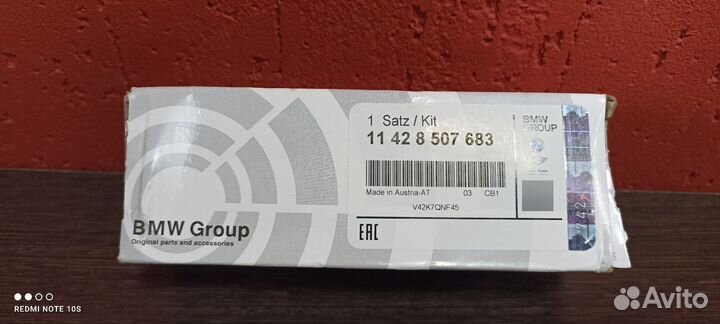 1 Satz / Kit
11 42 8 507 683
Made in Austria-AT 03 CB1
V42K7QNF45
EAC
BMW
GROUP
BMW Group
Original parts and accessories
REDMI NOTE 10S
Avito